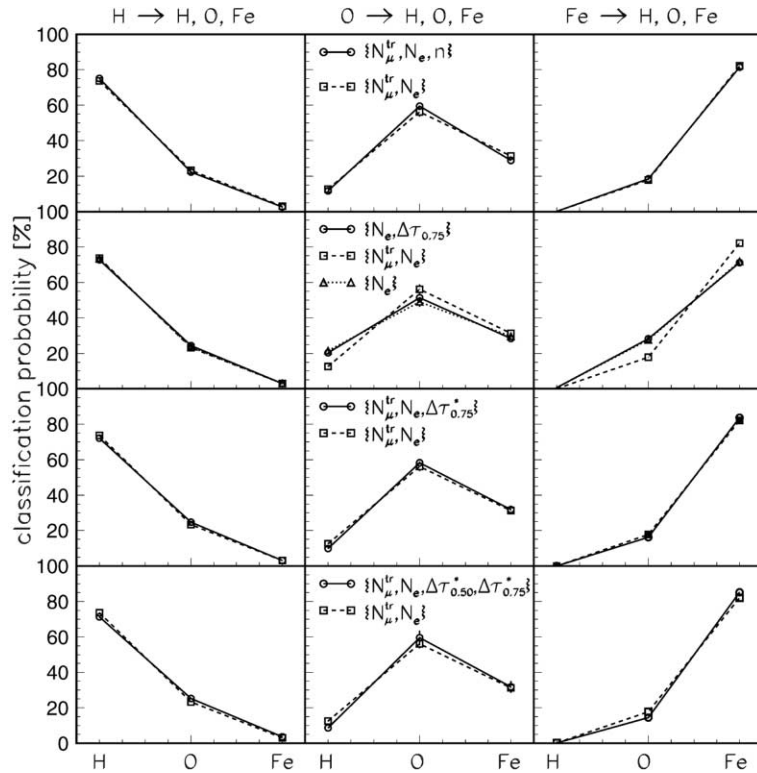 H → H, O, Fe
O → H, O, Fe
Fe → H, O, Fe
classification probability [%]
100
80
60
40
20
{N_μ^tr, N_e, n}
{N_μ^tr, N_e}
100
80
60
40
20
{N_e, Δτ_0.75}
{N_μ^tr, N_e}
{N_e}
100
80
60
40
20
{N_μ^tr, N_e, Δτ*_0.75}
{N_μ^tr, N_e}
100
80
60
40
20
0
{N_μ^tr, N_e, Δτ*_0.50, Δτ*_0.75}
{N_μ^tr, N_e}
H O Fe
H O Fe
H O Fe